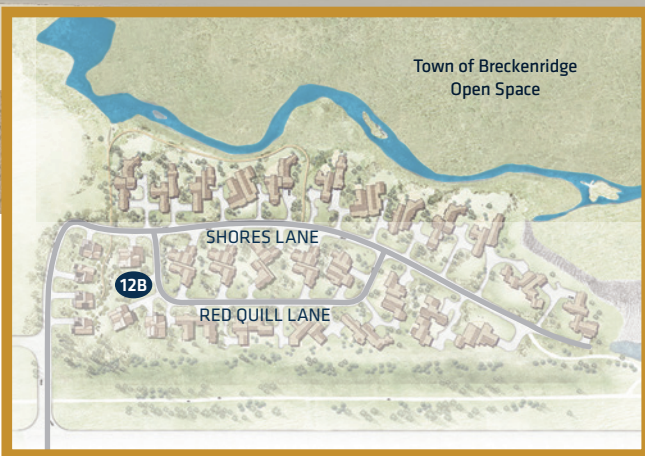 Town of Breckenridge
Open Space
SHORES LANE
12B
RED QUILL LANE